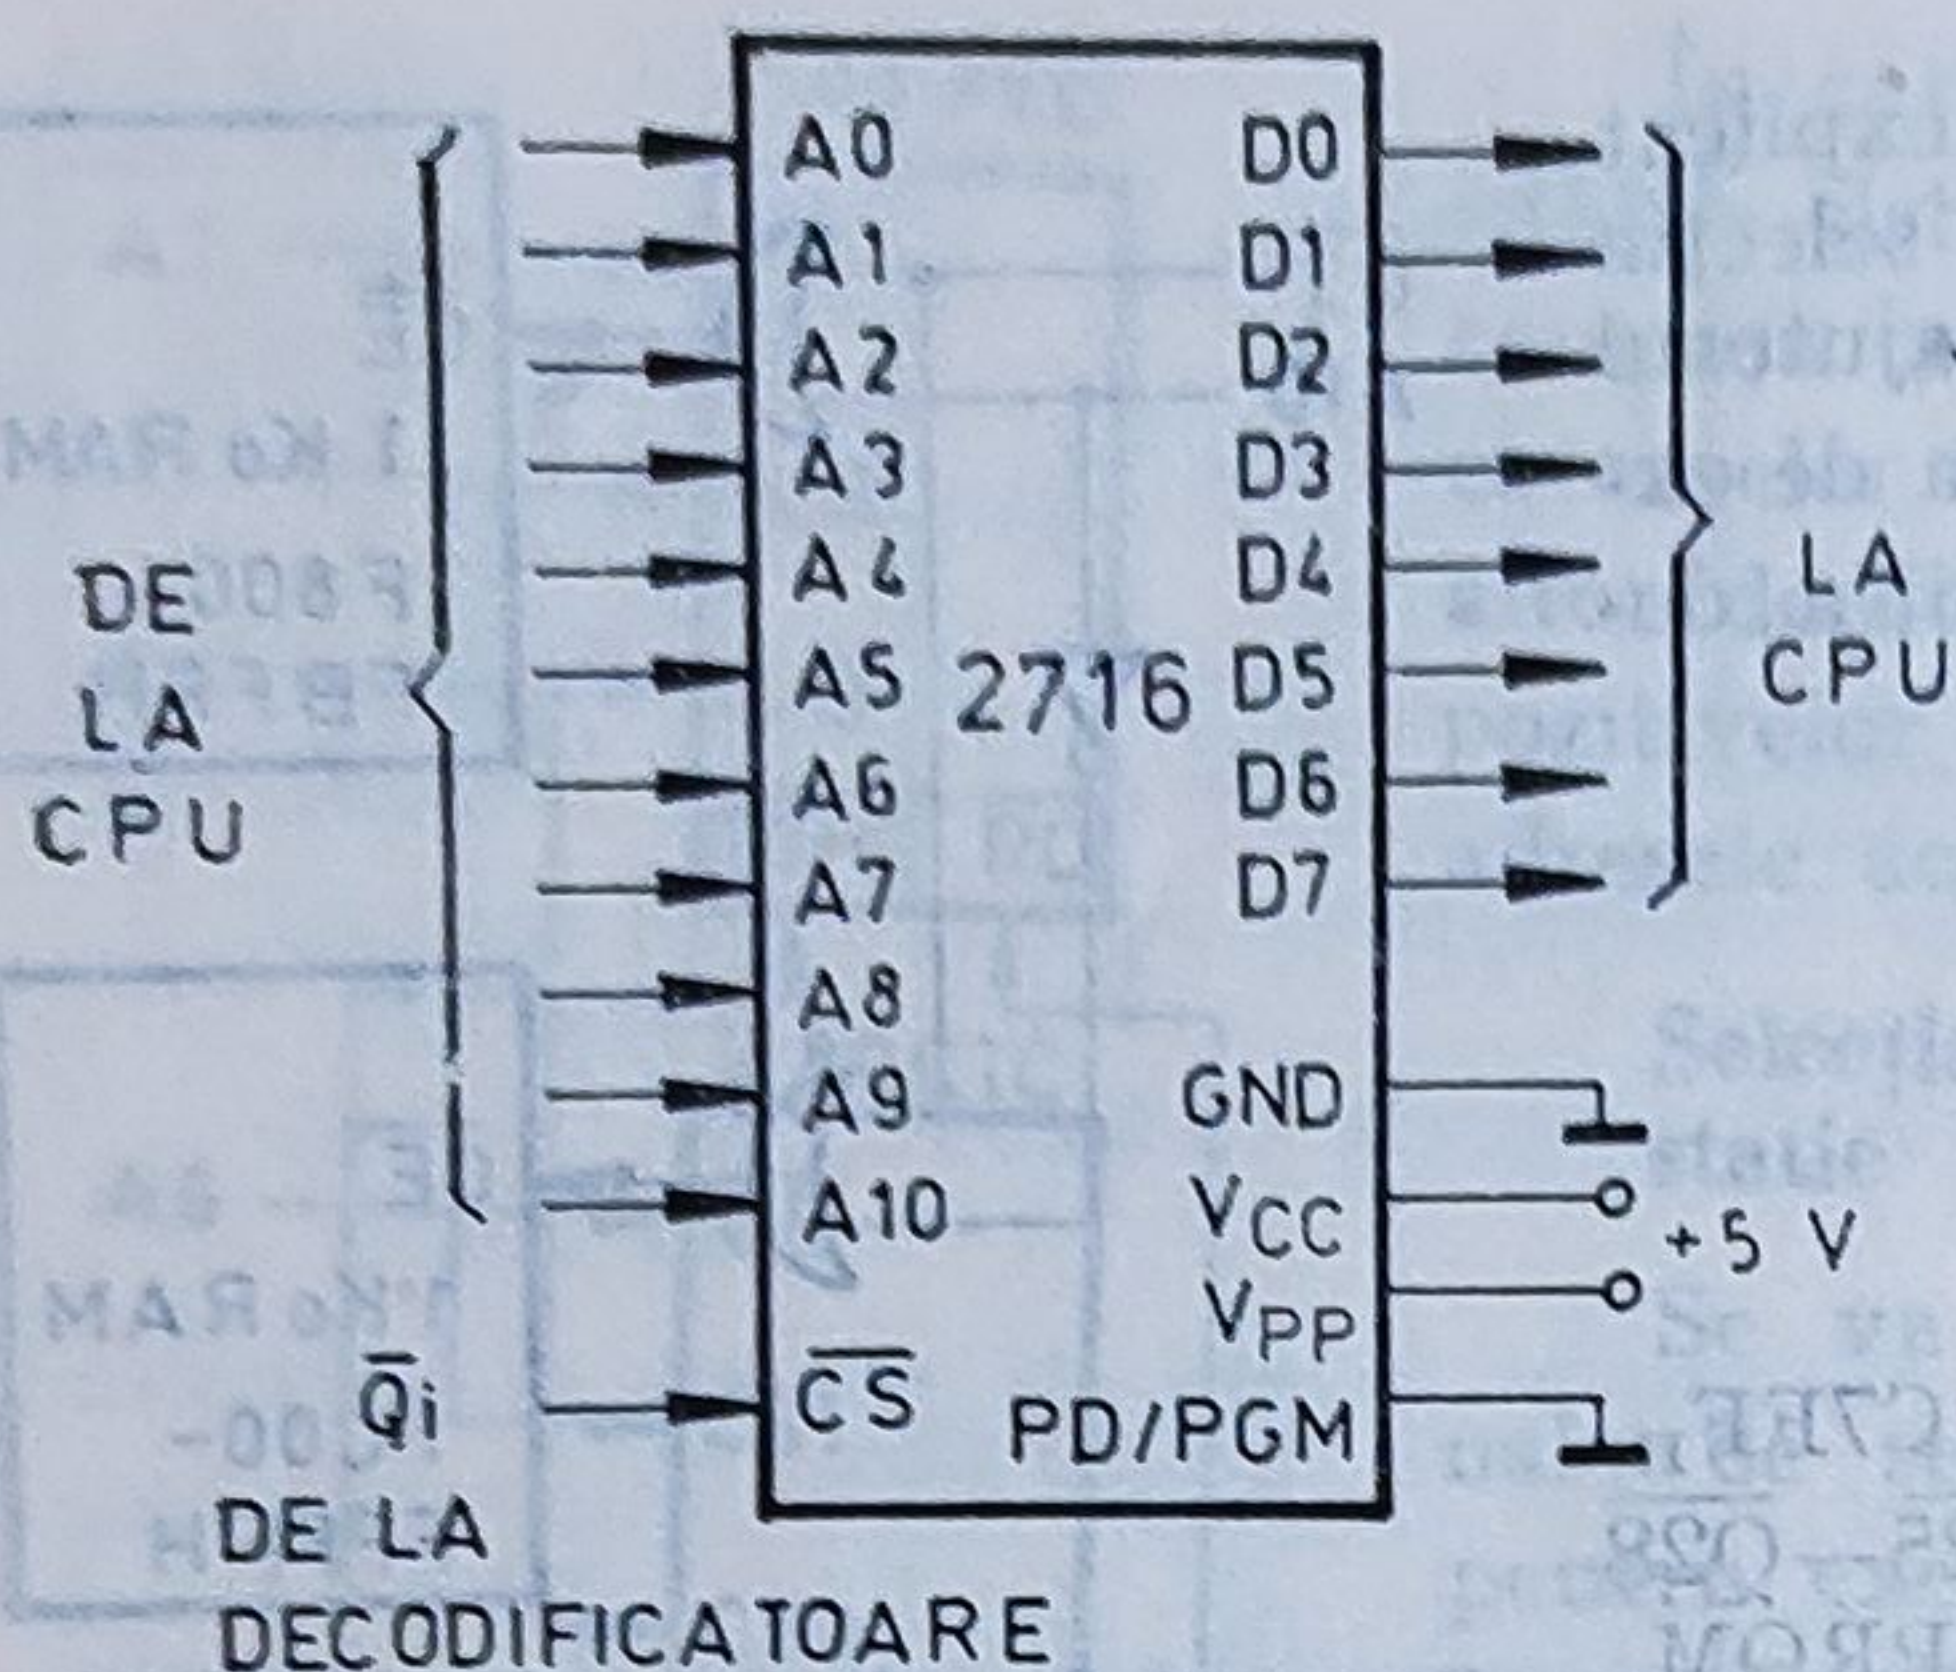 A0 D0
A1 D1
A2 D2
A3 D3
A4 D4
A5 2716 D5
A6 D6
A7 D7
A8
A9 GND
A10 VCC
VPP
+5 V
CS
PD/PGM
DE
LA
CPU
LA
CPU
Q̅i
DE LA
DECODIFICATOARE